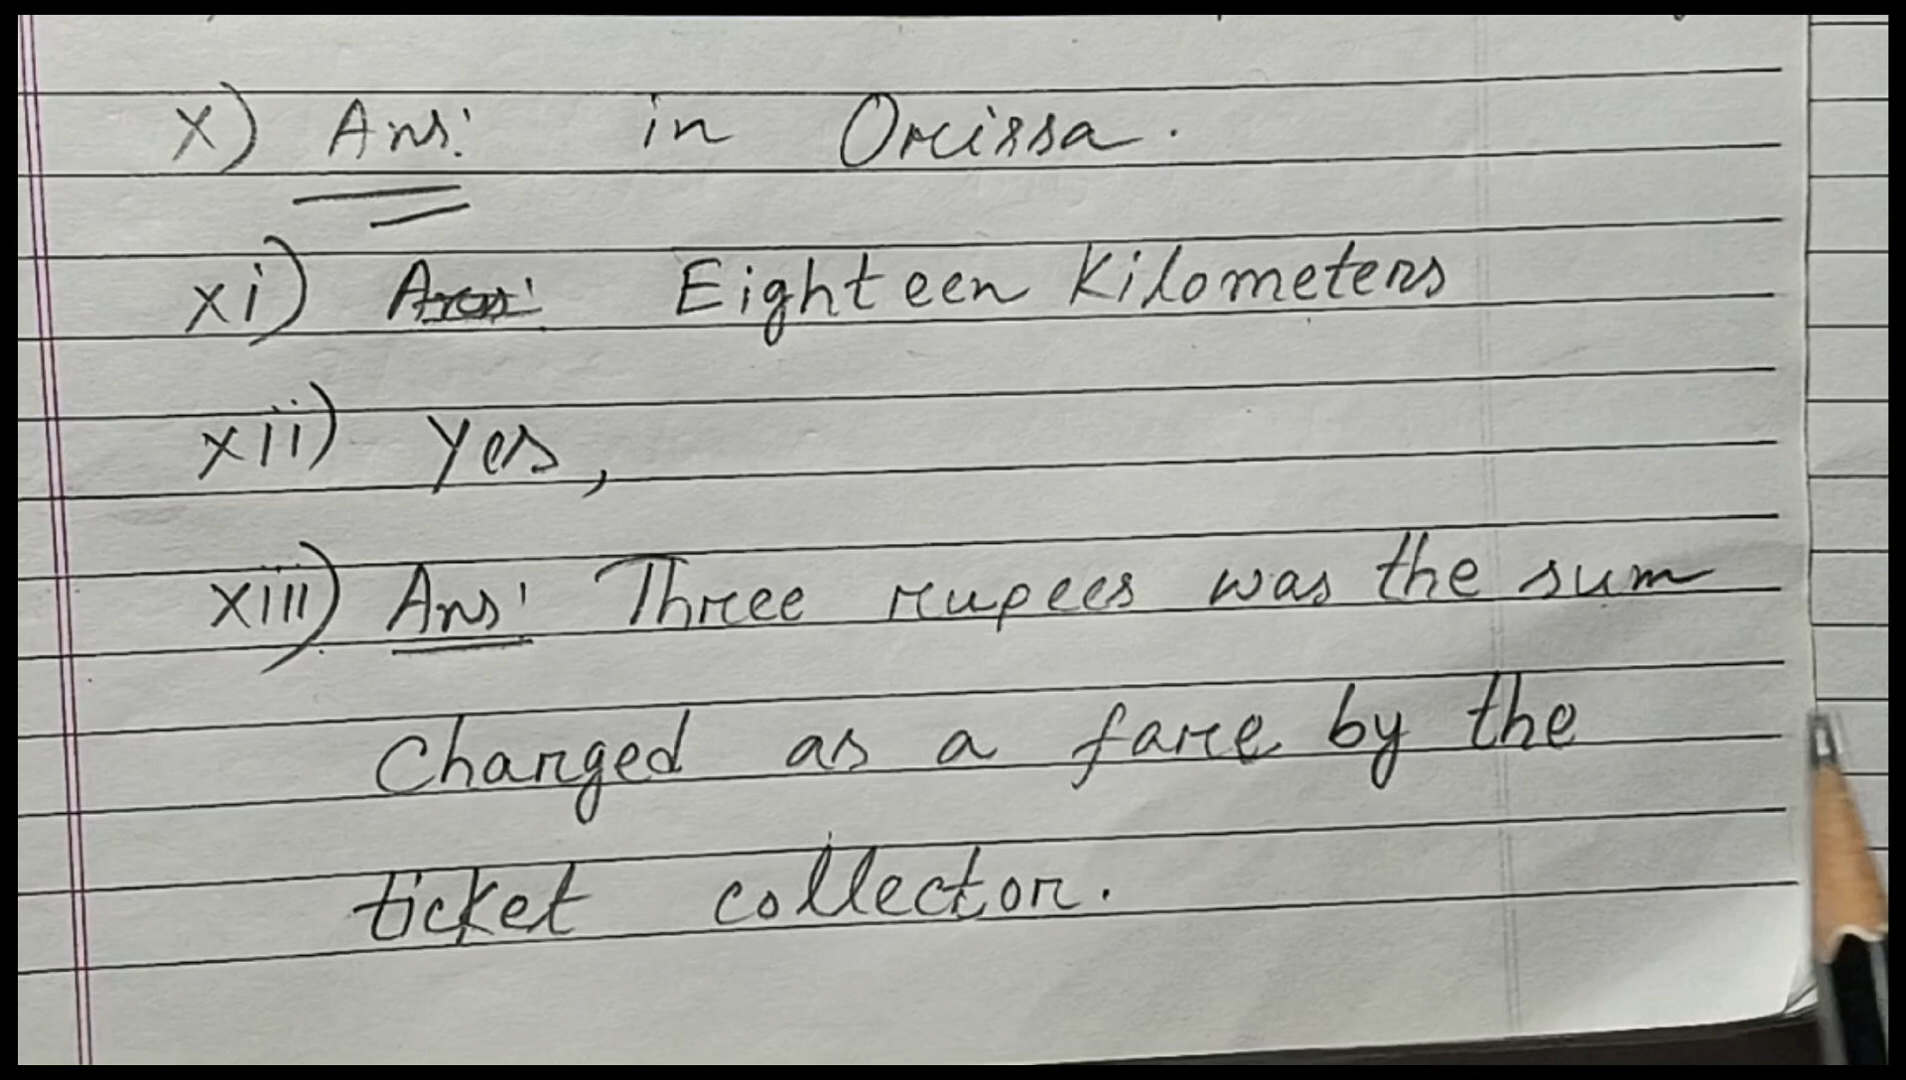 x) Ans: in Orissa.
xi) Ans: Eighteen Kilometers
xii) Yes,
xiii) Ans: Three rupees was the sum
charged as a fare by the
ticket collector.